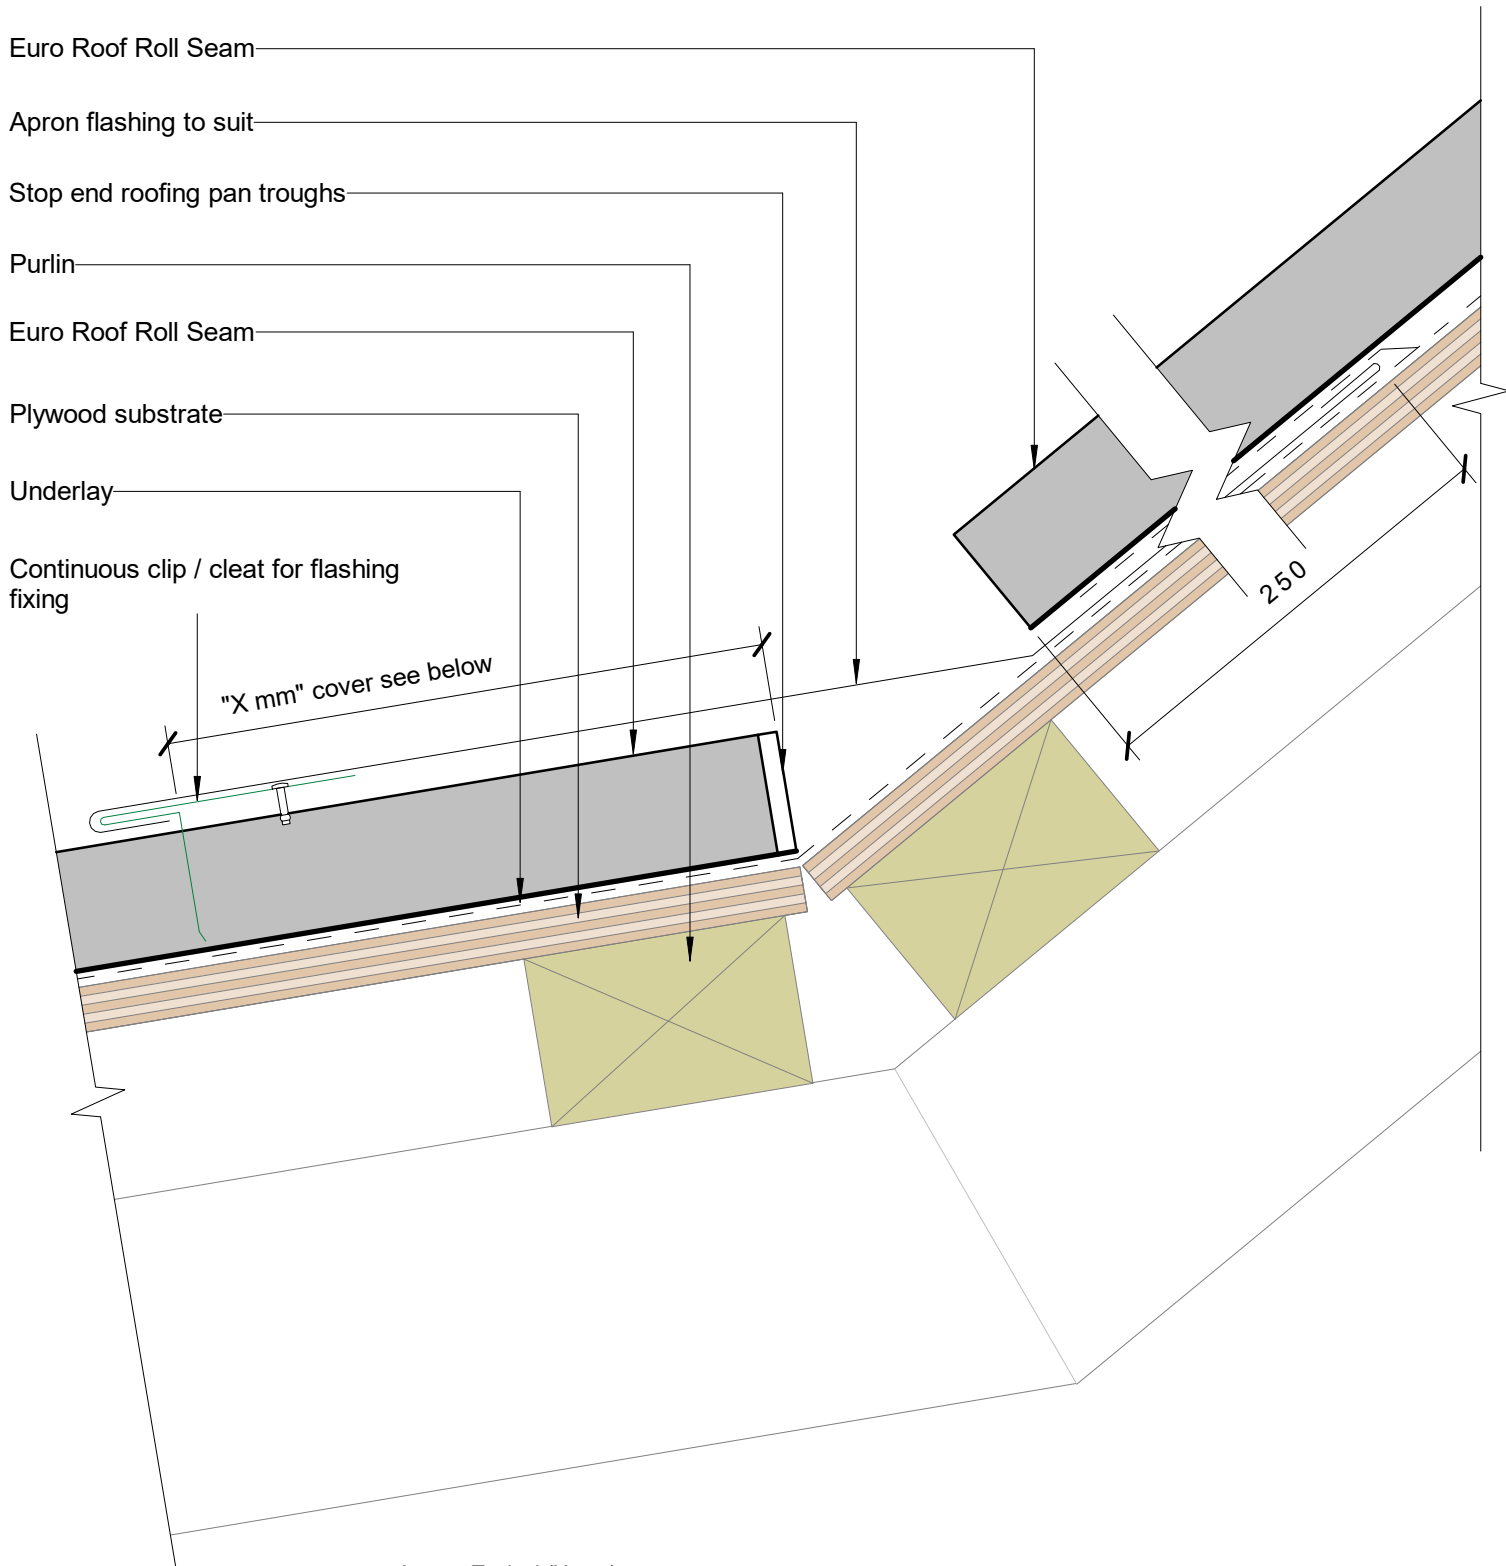 Euro Roof Roll Seam
Apron flashing to suit
Stop end roofing pan troughs
Purlin
Euro Roof Roll Seam
Plywood substrate
Underlay
Continuous clip / cleat for flashing
fixing
"X mm" cover see below
250